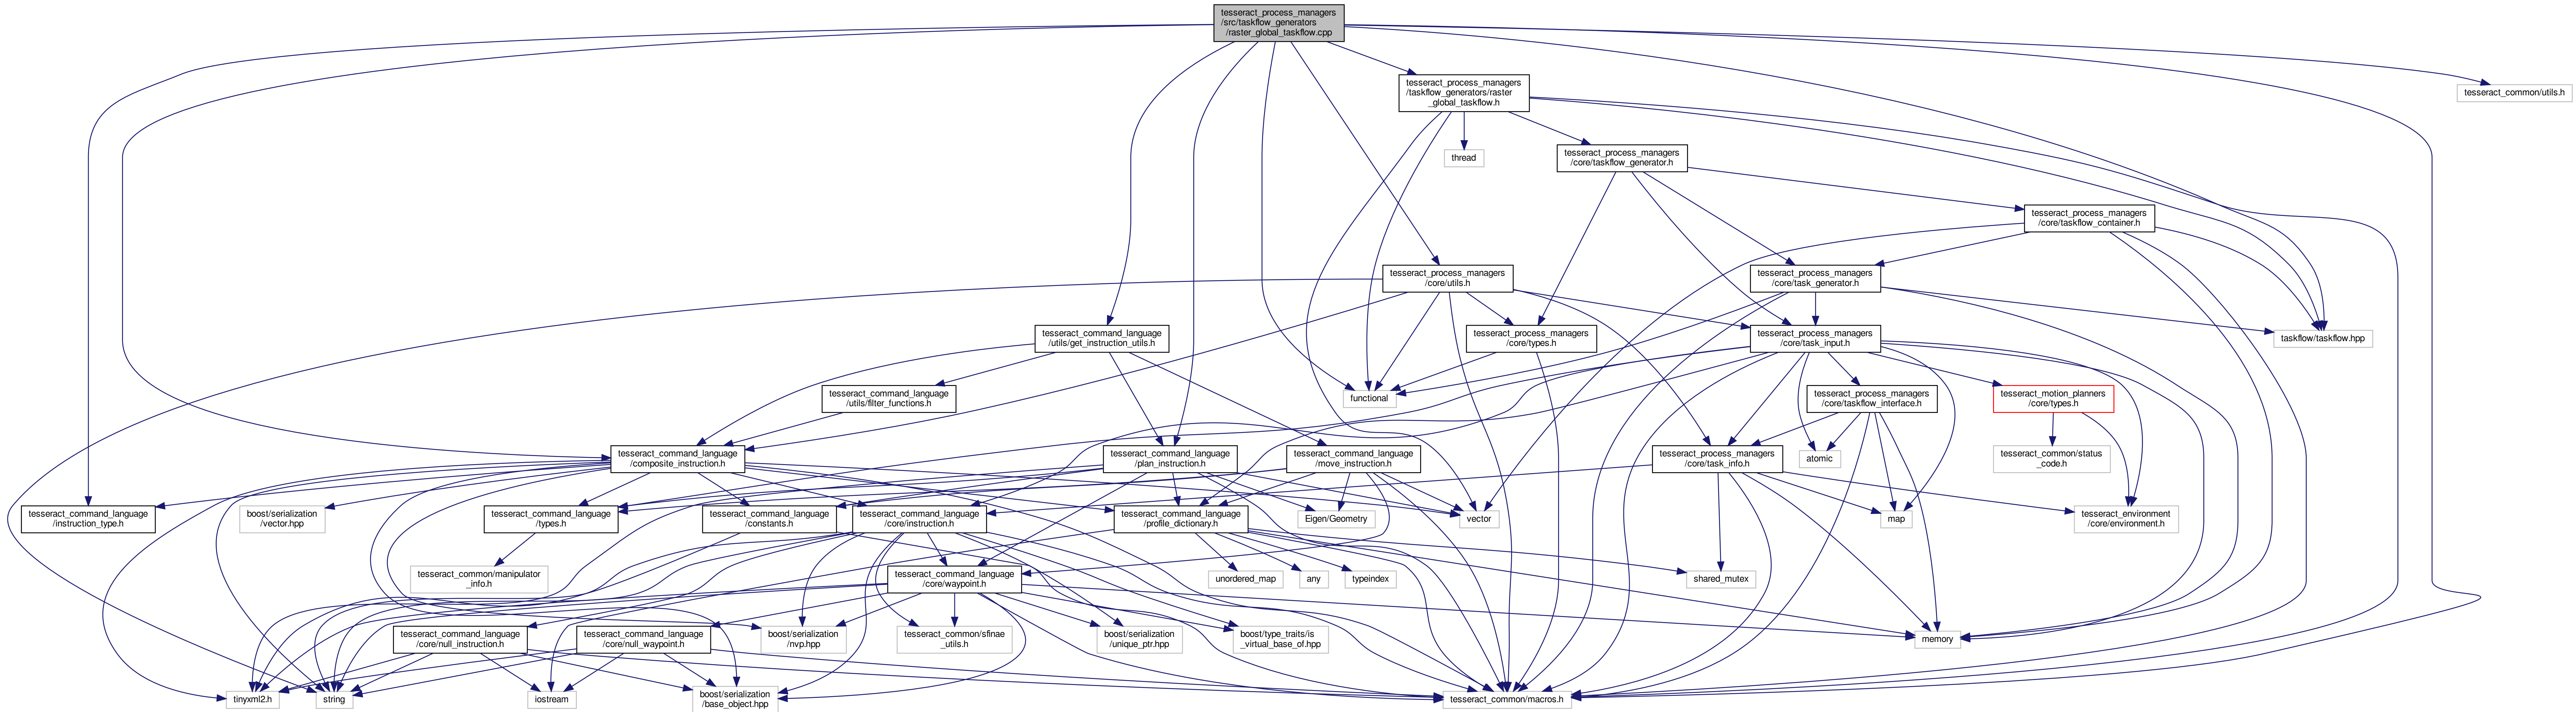 tesseract_process_managers
/src/taskflow_generators
/raster_global_taskflow.cpp
tesseract_process_managers
/taskflow_generators/raster
_global_taskflow.h
tesseract_common/utils.h
thread
tesseract_process_managers
/core/taskflow_generator.h
tesseract_process_managers
/core/taskflow_container.h
tesseract_process_managers
/core/utils.h
tesseract_process_managers
/core/task_generator.h
tesseract_command_language
/utils/get_instruction_utils.h
tesseract_process_managers
/core/types.h
tesseract_process_managers
/core/task_input.h
taskflow/taskflow.hpp
tesseract_command_language
/utils/filter_functions.h
functional
tesseract_process_managers
/core/taskflow_interface.h
tesseract_motion_planners
/core/types.h
tesseract_command_language
/composite_instruction.h
tesseract_command_language
/plan_instruction.h
tesseract_command_language
/move_instruction.h
tesseract_process_managers
/core/task_info.h
atomic
tesseract_common/status
_code.h
tesseract_command_language
/instruction_type.h
boost/serialization
/vector.hpp
tesseract_command_language
/types.h
tesseract_command_language
/constants.h
tesseract_command_language
/core/instruction.h
tesseract_command_language
/profile_dictionary.h
Eigen/Geometry
vector
map
tesseract_environment
/core/environment.h
tesseract_common/manipulator
_info.h
tesseract_command_language
/core/waypoint.h
unordered_map
any
typeindex
shared_mutex
tesseract_command_language
/core/null_instruction.h
tesseract_command_language
/core/null_waypoint.h
boost/serialization
/nvp.hpp
tesseract_common/sfinae
_utils.h
boost/serialization
/unique_ptr.hpp
boost/type_traits/is
_virtual_base_of.hpp
memory
tinyxml2.h
string
iostream
boost/serialization
/base_object.hpp
tesseract_common/macros.h